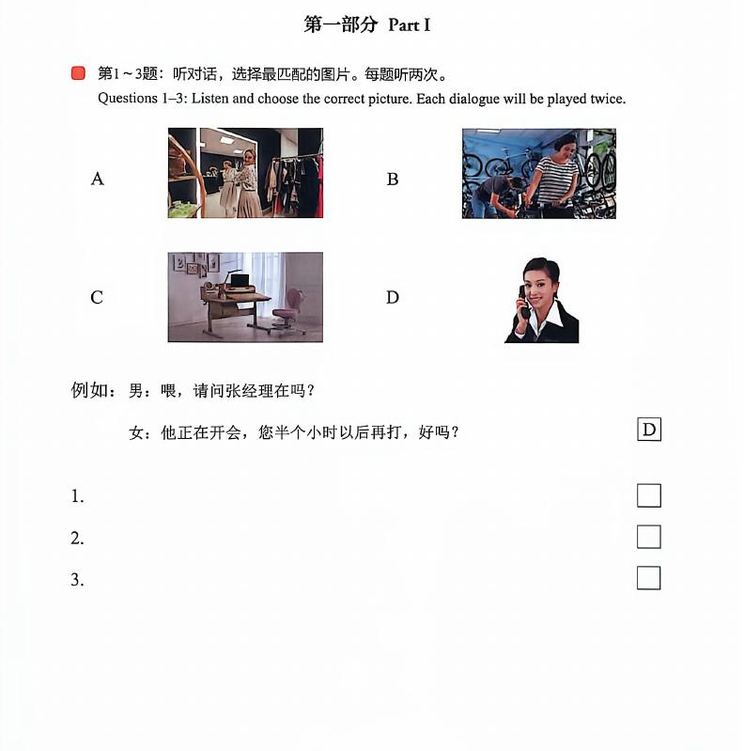 第一部分 Part I
第1～3题：听对话，选择最匹配的图片。每题听两次。
Questions 1–3: Listen and choose the correct picture. Each dialogue will be played twice.
A
B
C
D
例如：男：喂，请问张经理在吗？
女：他正在开会，您半个小时以后再打，好吗？ D
1.
2.
3.